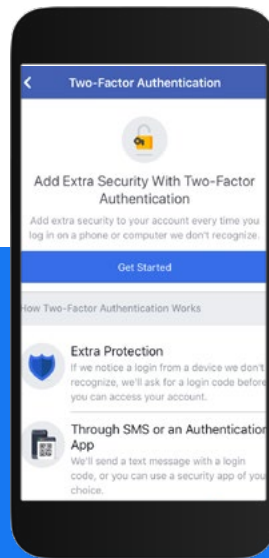 Two-Factor Authentication
Add Extra Security With Two-Factor
Authentication
Add extra security to your account every time you
log in on a phone or computer we don't recognize.
Get Started
How Two-Factor Authentication Works
Extra Protection
If we notice a login from a device we don't
recognize, we'll ask for a login code before
you can access your account.
Through SMS or an Authentication
App
We'll send a text message with a login
code, or you can use a security app of you
choice.